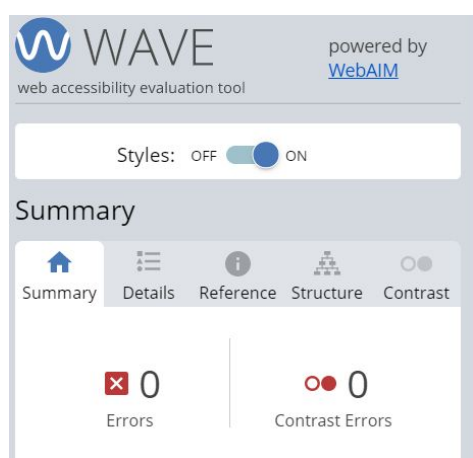 WAVE
powered by
WebAIM
web accessibility evaluation tool
Styles: OFF ON
Summary
Summary Details Reference Structure Contrast
0 0
Errors Contrast Errors